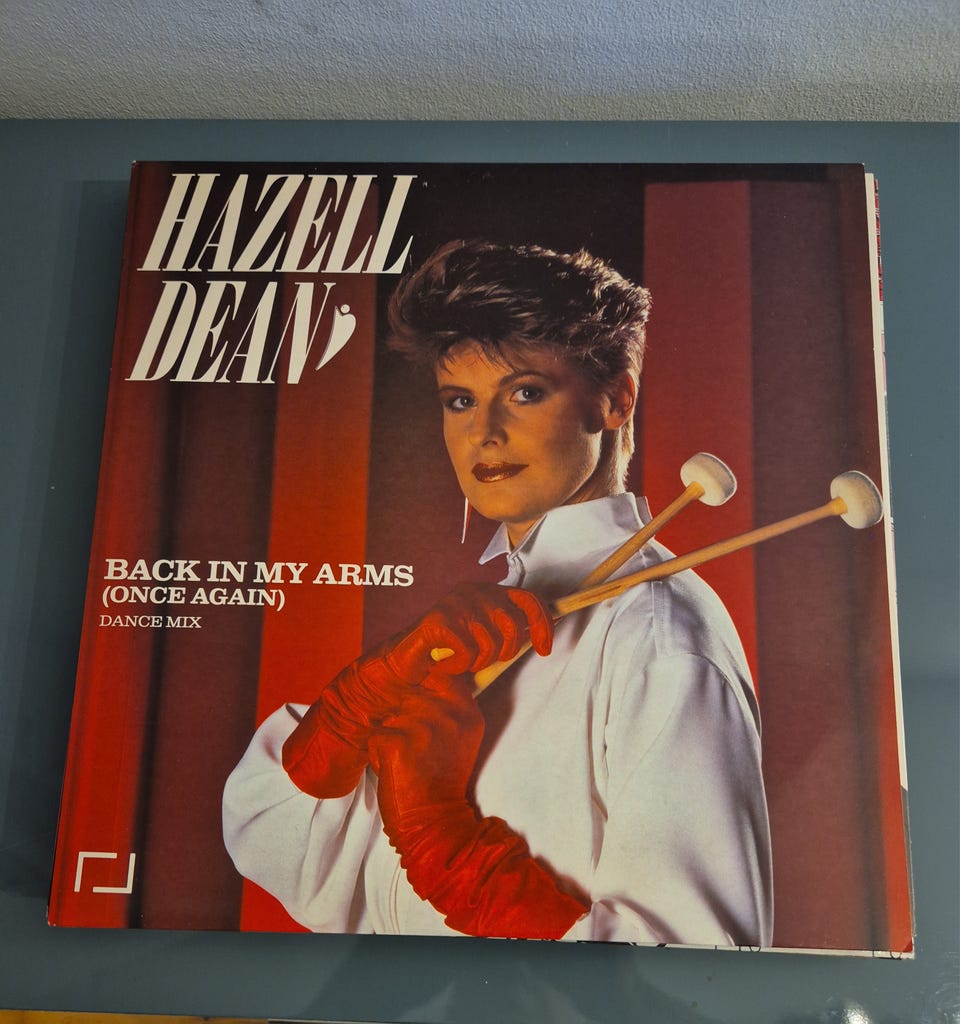 HAZELL
DEAN
BACK IN MY ARMS
(ONCE AGAIN)
DANCE MIX